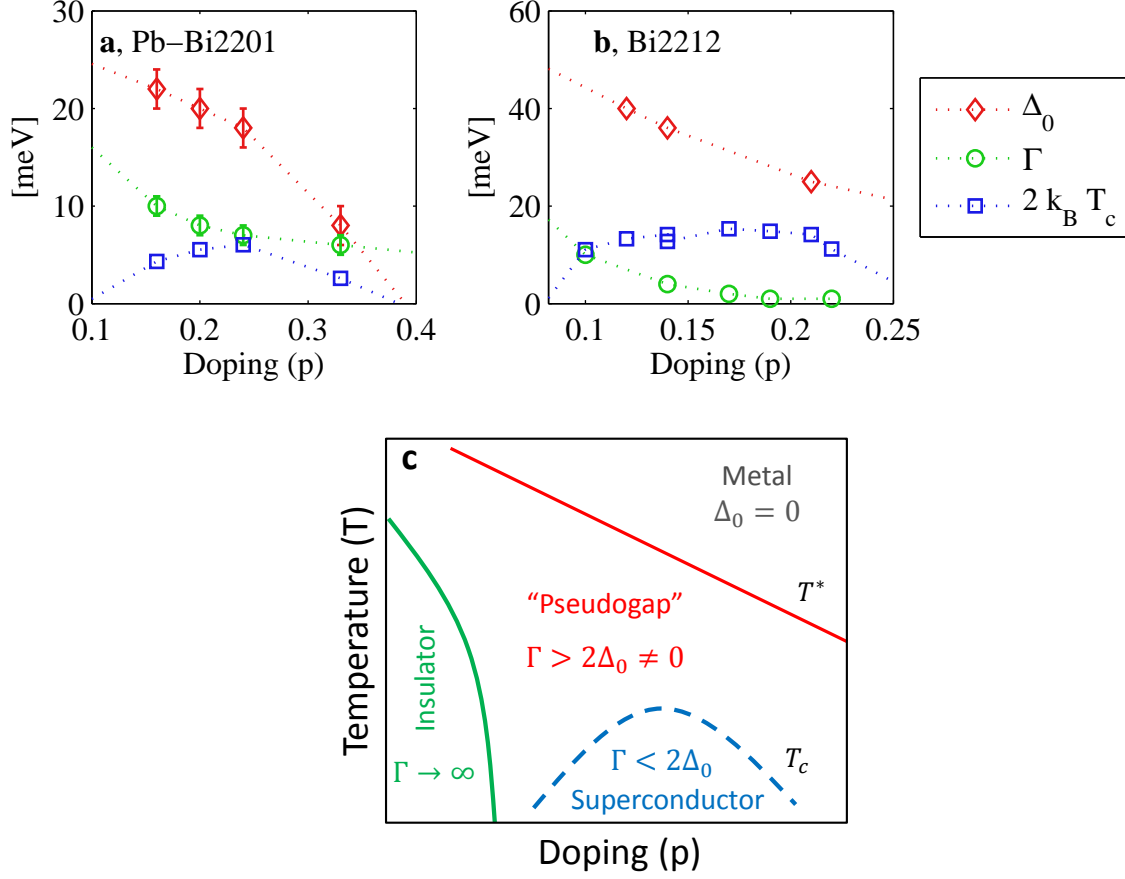 a, Pb−Bi2201
[meV]
30
20
10
0
0.1 0.2 0.3 0.4
Doping (p)
b, Bi2212
[meV]
60
40
20
0
0.1 0.15 0.2 0.25
Doping (p)
Δ0
Γ
2 kB Tc
c
Temperature (T)
Metal
Δ0 = 0
T*
“Pseudogap”
Γ > 2Δ0 ≠ 0
Insulator
Γ → ∞
Tc
Γ < 2Δ0
Superconductor
Doping (p)